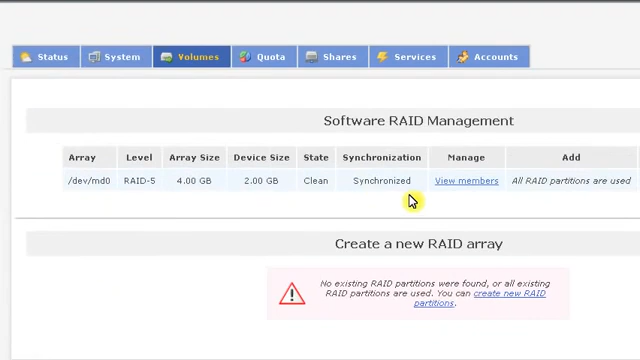 Status System Volumes Quota Shares Services Accounts
Software RAID Management
Array Level Array Size Device Size State Synchronization Manage Add
/dev/md0 RAID-5 4.00 GB 2.00 GB Clean Synchronized View members All RAID partitions are used
Create a new RAID array
No existing RAID partitions were found, or all existing
RAID partitions are used. You can create new RAID
partitions.